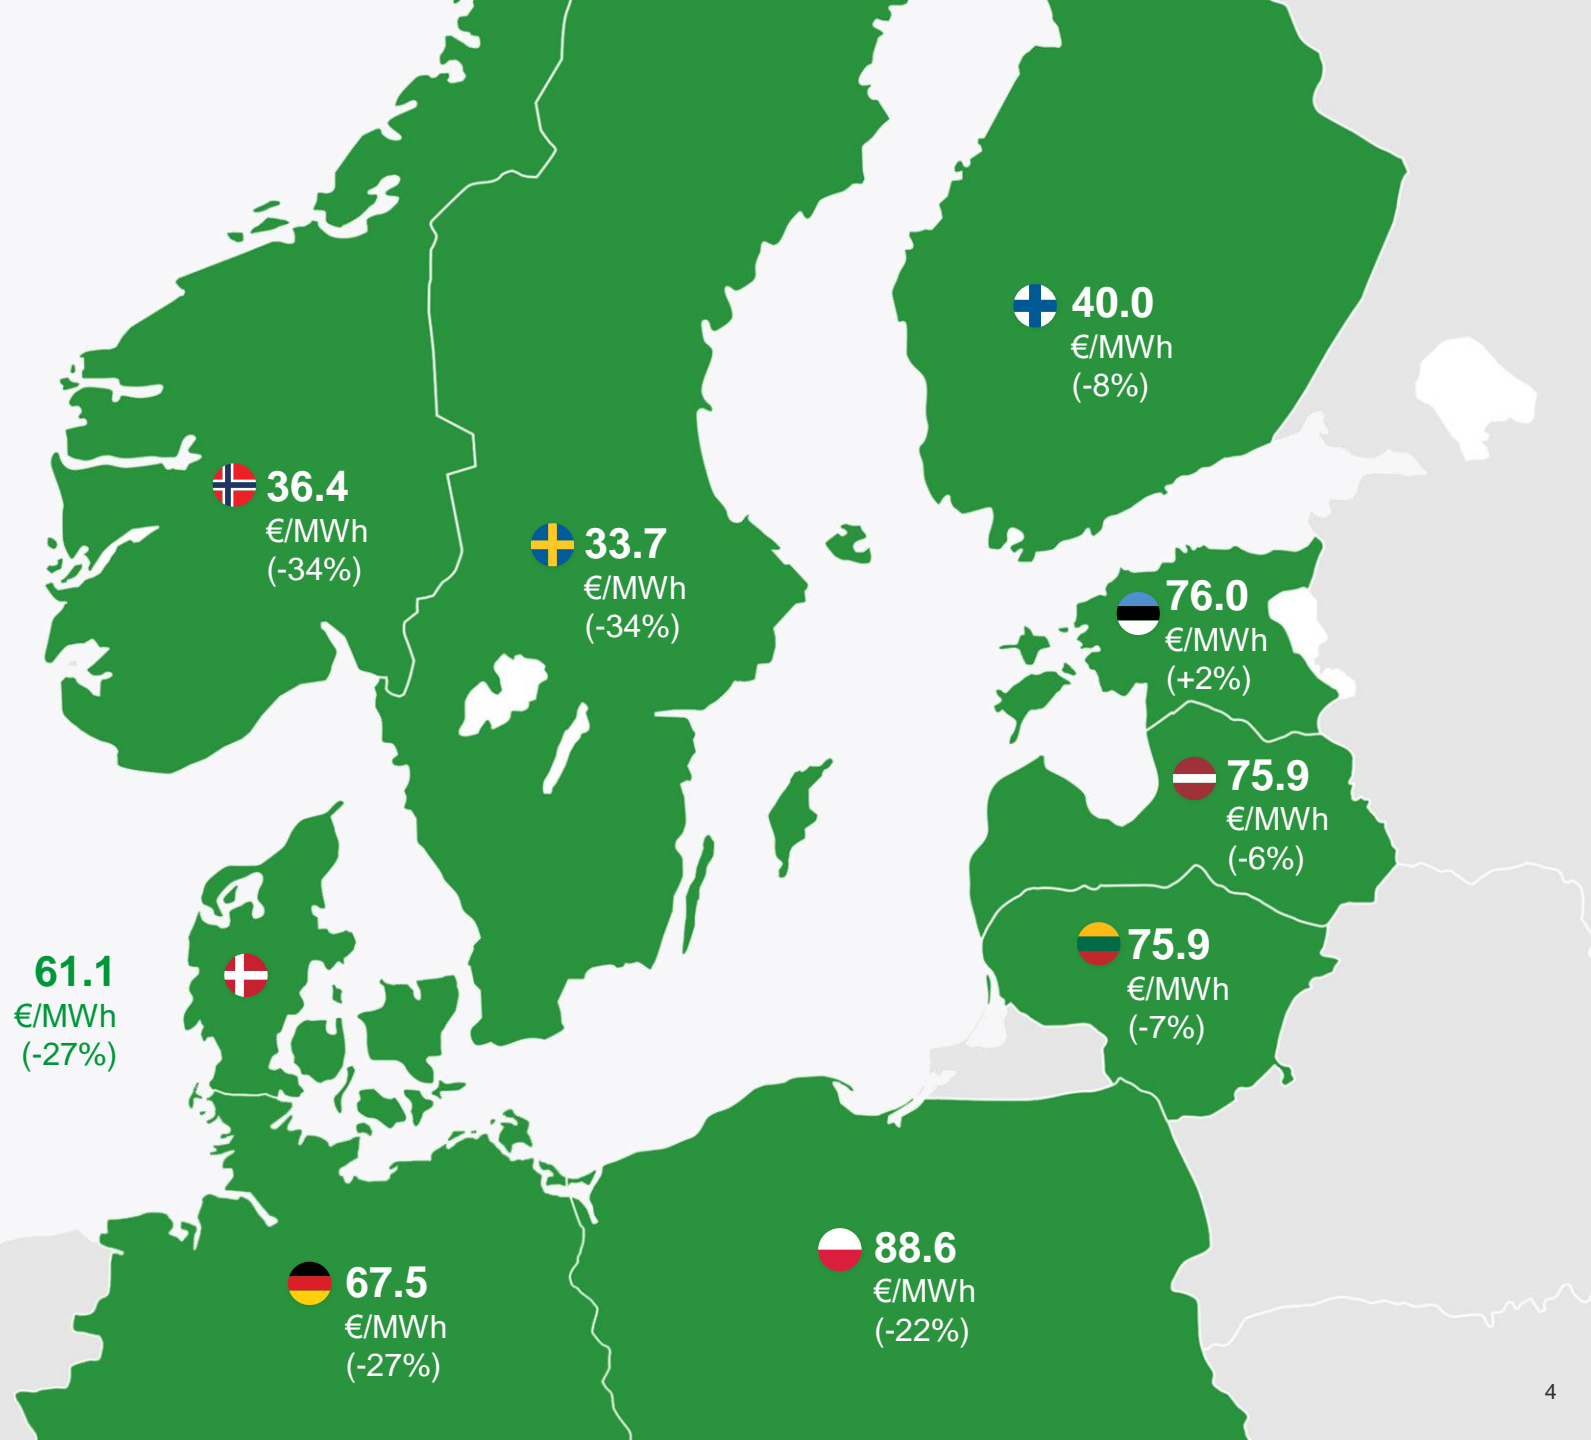 40.0
€/MWh
(-8%)
36.4
€/MWh
(-34%)
33.7
€/MWh
(-34%)
76.0
€/MWh
(+2%)
75.9
€/MWh
(-6%)
75.9
€/MWh
(-7%)
61.1
€/MWh
(-27%)
88.6
€/MWh
(-22%)
67.5
€/MWh
(-27%)
4